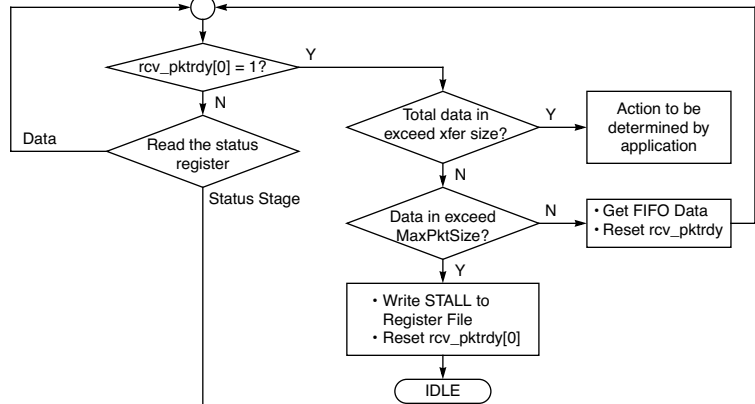 rcv_pktrdy[0] = 1?
Y
N
Total data in
exceed xfer size?
Y
Action to be
determined by
application
Data
Read the status
register
N
Status Stage
Data in exceed
MaxPktSize?
N
• Get FIFO Data
• Reset rcv_pktrdy
Y
• Write STALL to
Register File
• Reset rcv_pktrdy[0]
IDLE